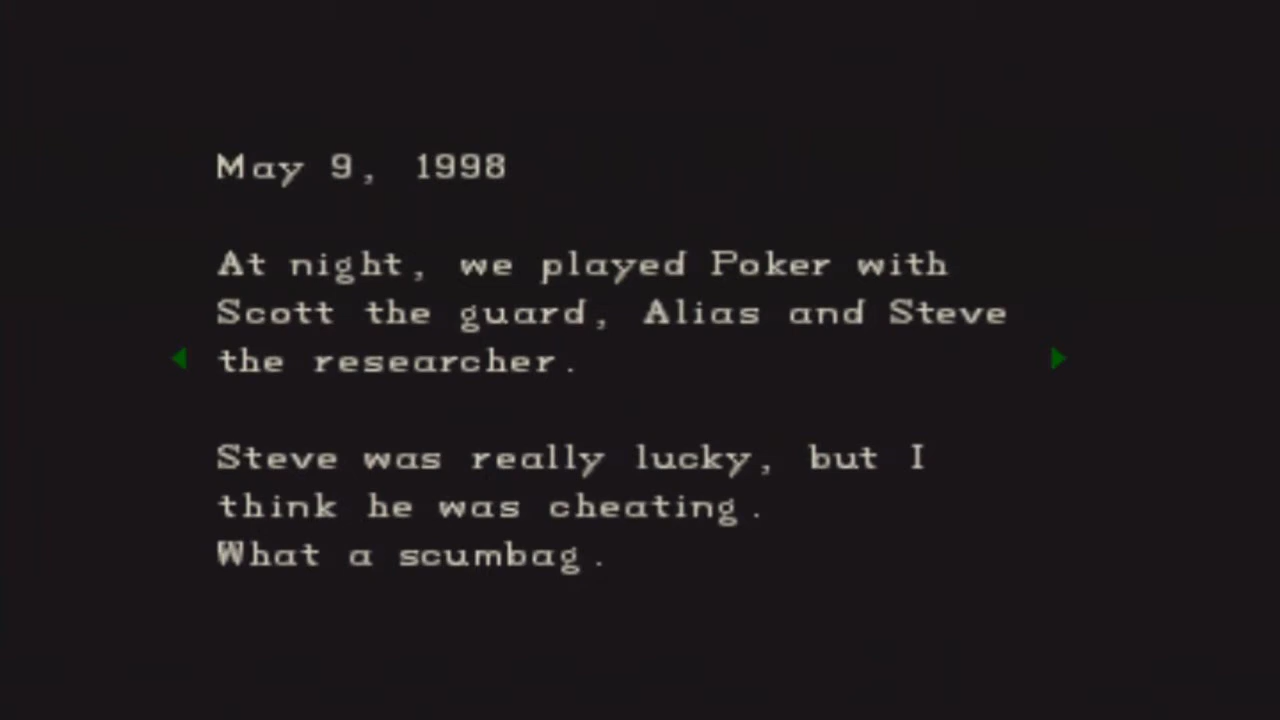 May 9, 1998
At night, we played Poker with
Scott the guard, Alias and Steve
the researcher.
Steve was really lucky, but I
think he was cheating.
What a scumbag.